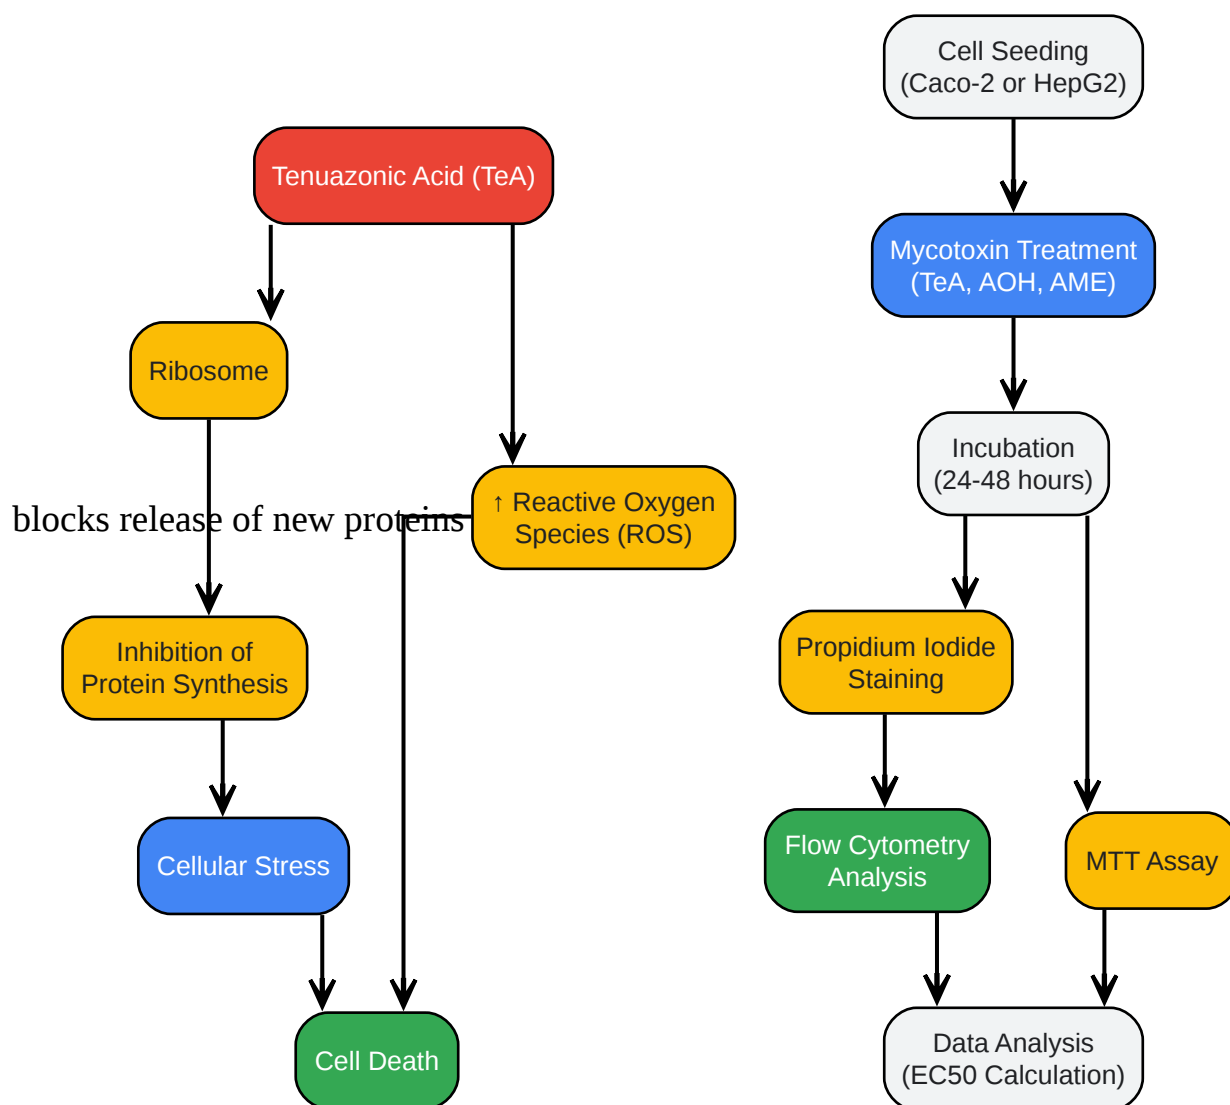 Tenuazonic Acid (TeA)
Ribosome
blocks release of new proteins
↑ Reactive Oxygen
Species (ROS)
Inhibition of
Protein Synthesis
Cellular Stress
Cell Death
Cell Seeding
(Caco-2 or HepG2)
Mycotoxin Treatment
(TeA, AOH, AME)
Incubation
(24-48 hours)
Propidium Iodide
Staining
Flow Cytometry
Analysis
MTT Assay
Data Analysis
(EC50 Calculation)